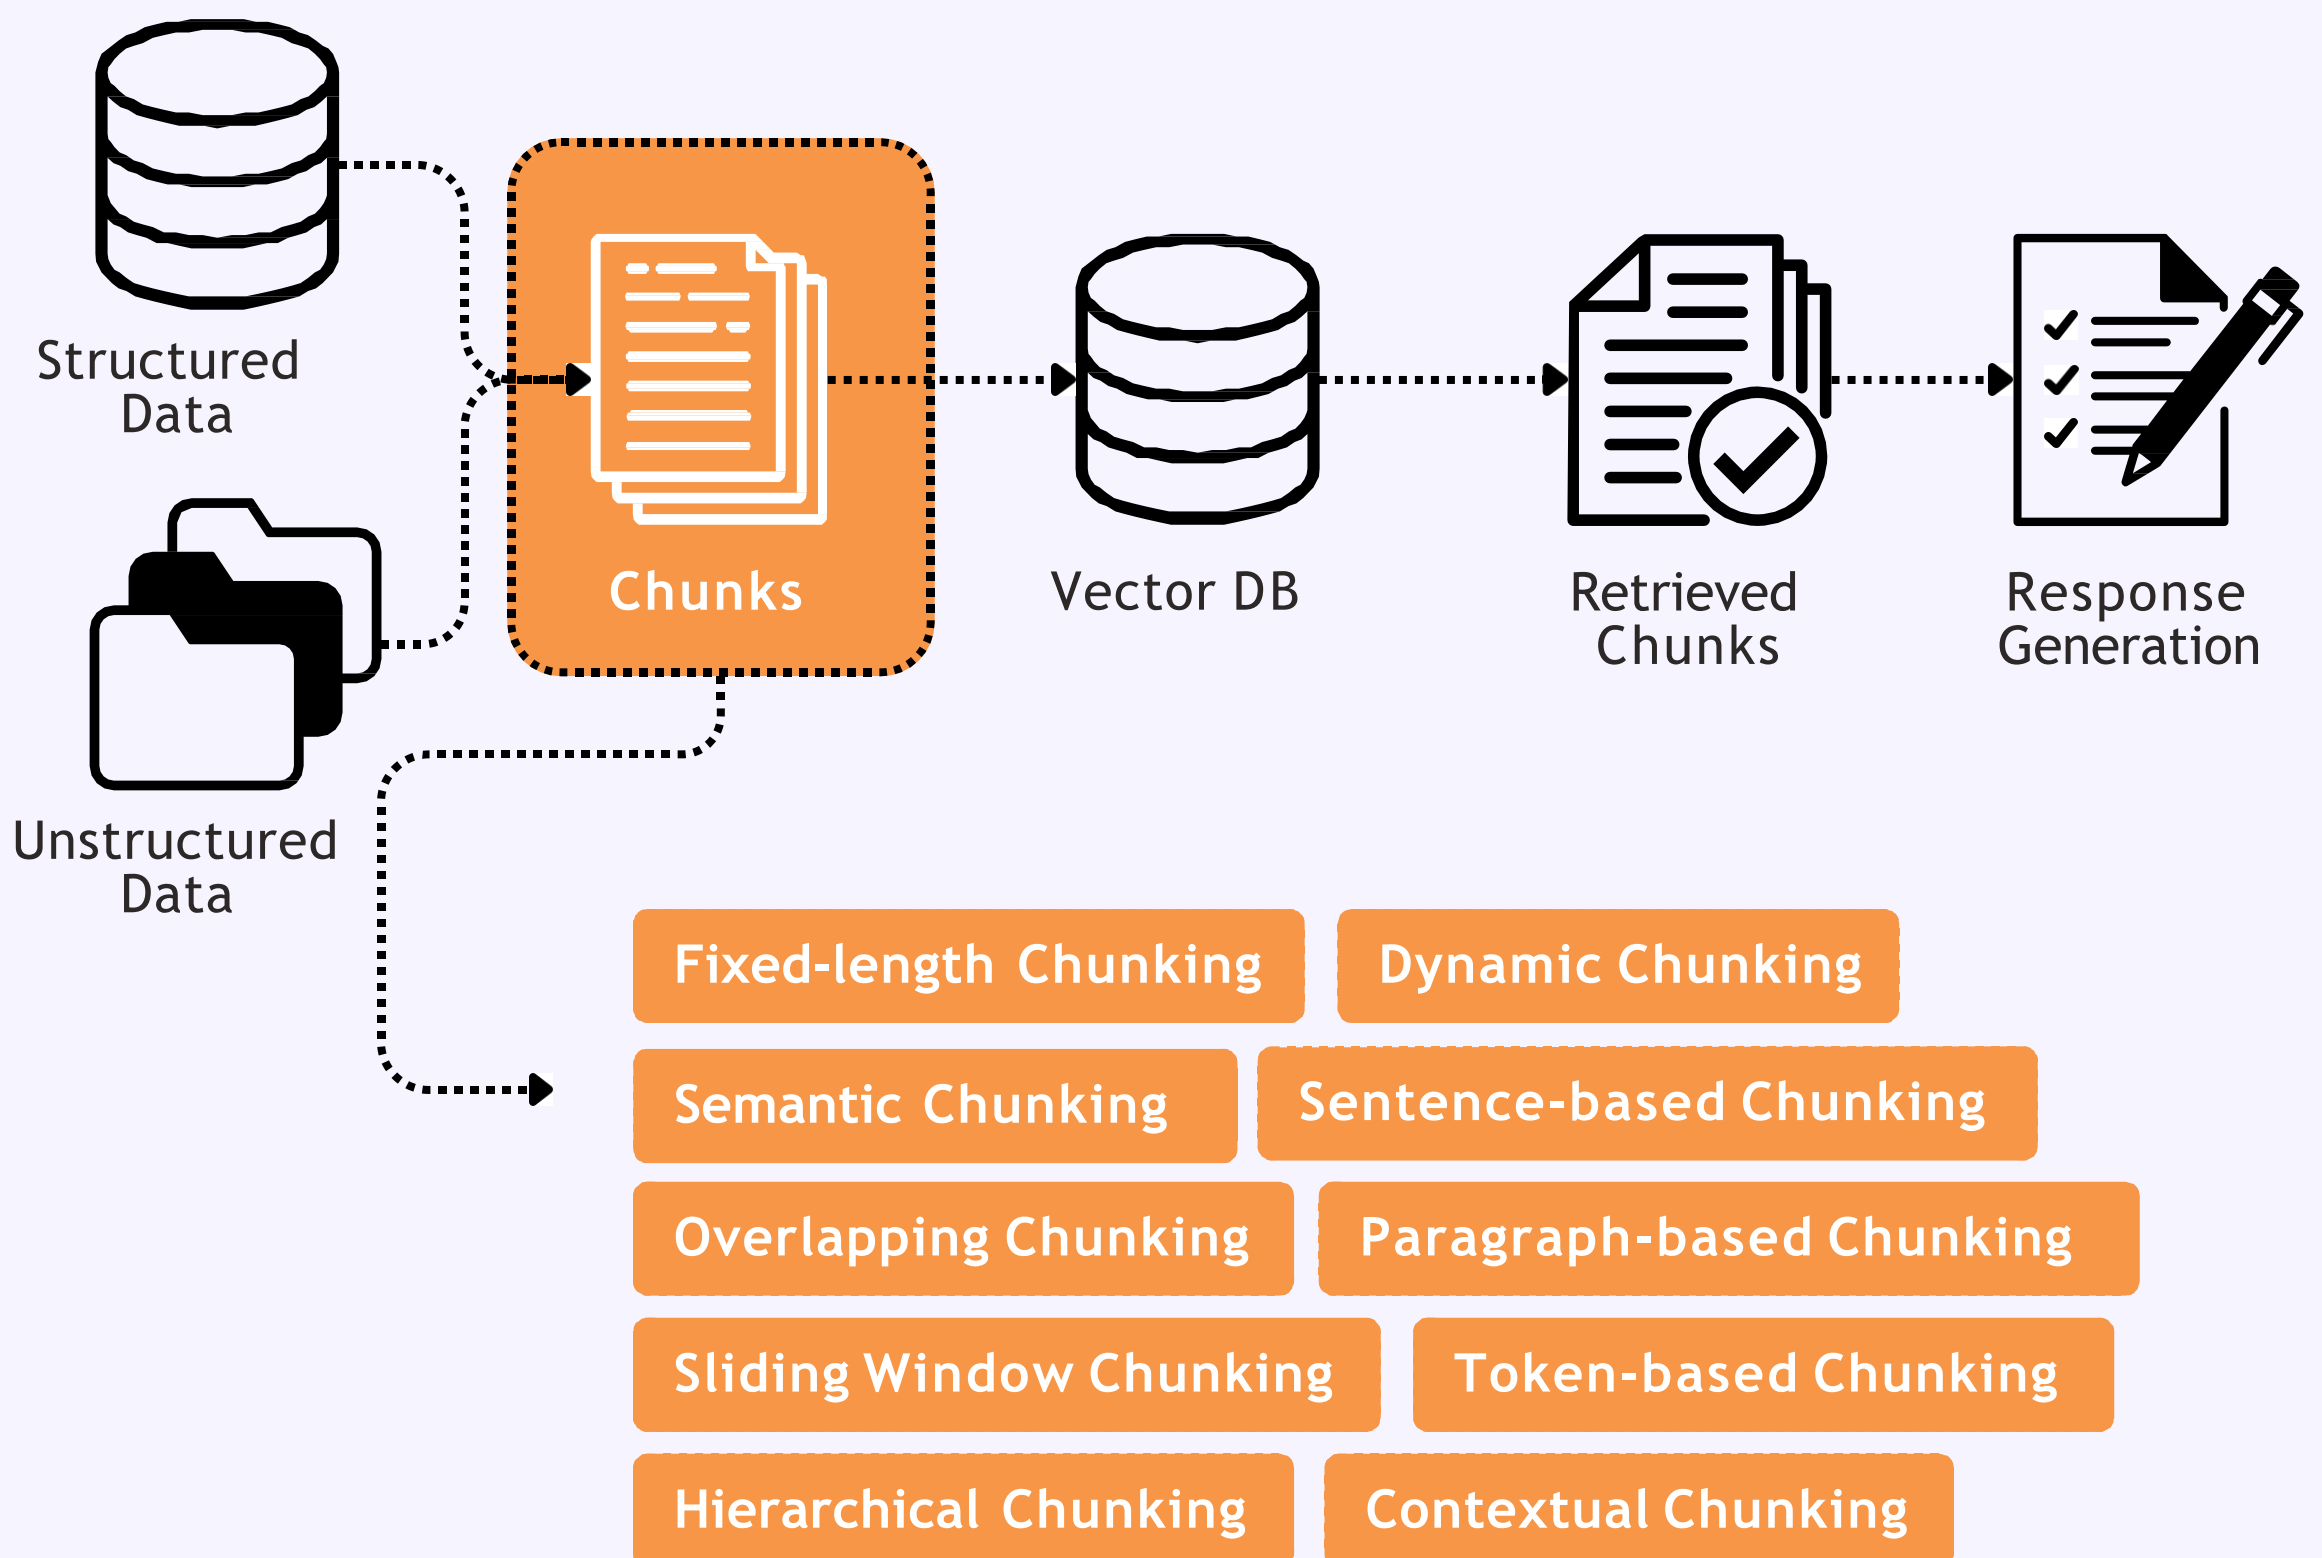 Structured
Data
Unstructured
Data
Chunks
Vector DB
Retrieved
Chunks
Response
Generation
Fixed-length Chunking
Dynamic Chunking
Semantic Chunking
Sentence-based Chunking
Overlapping Chunking
Paragraph-based Chunking
Sliding Window Chunking
Token-based Chunking
Hierarchical Chunking
Contextual Chunking